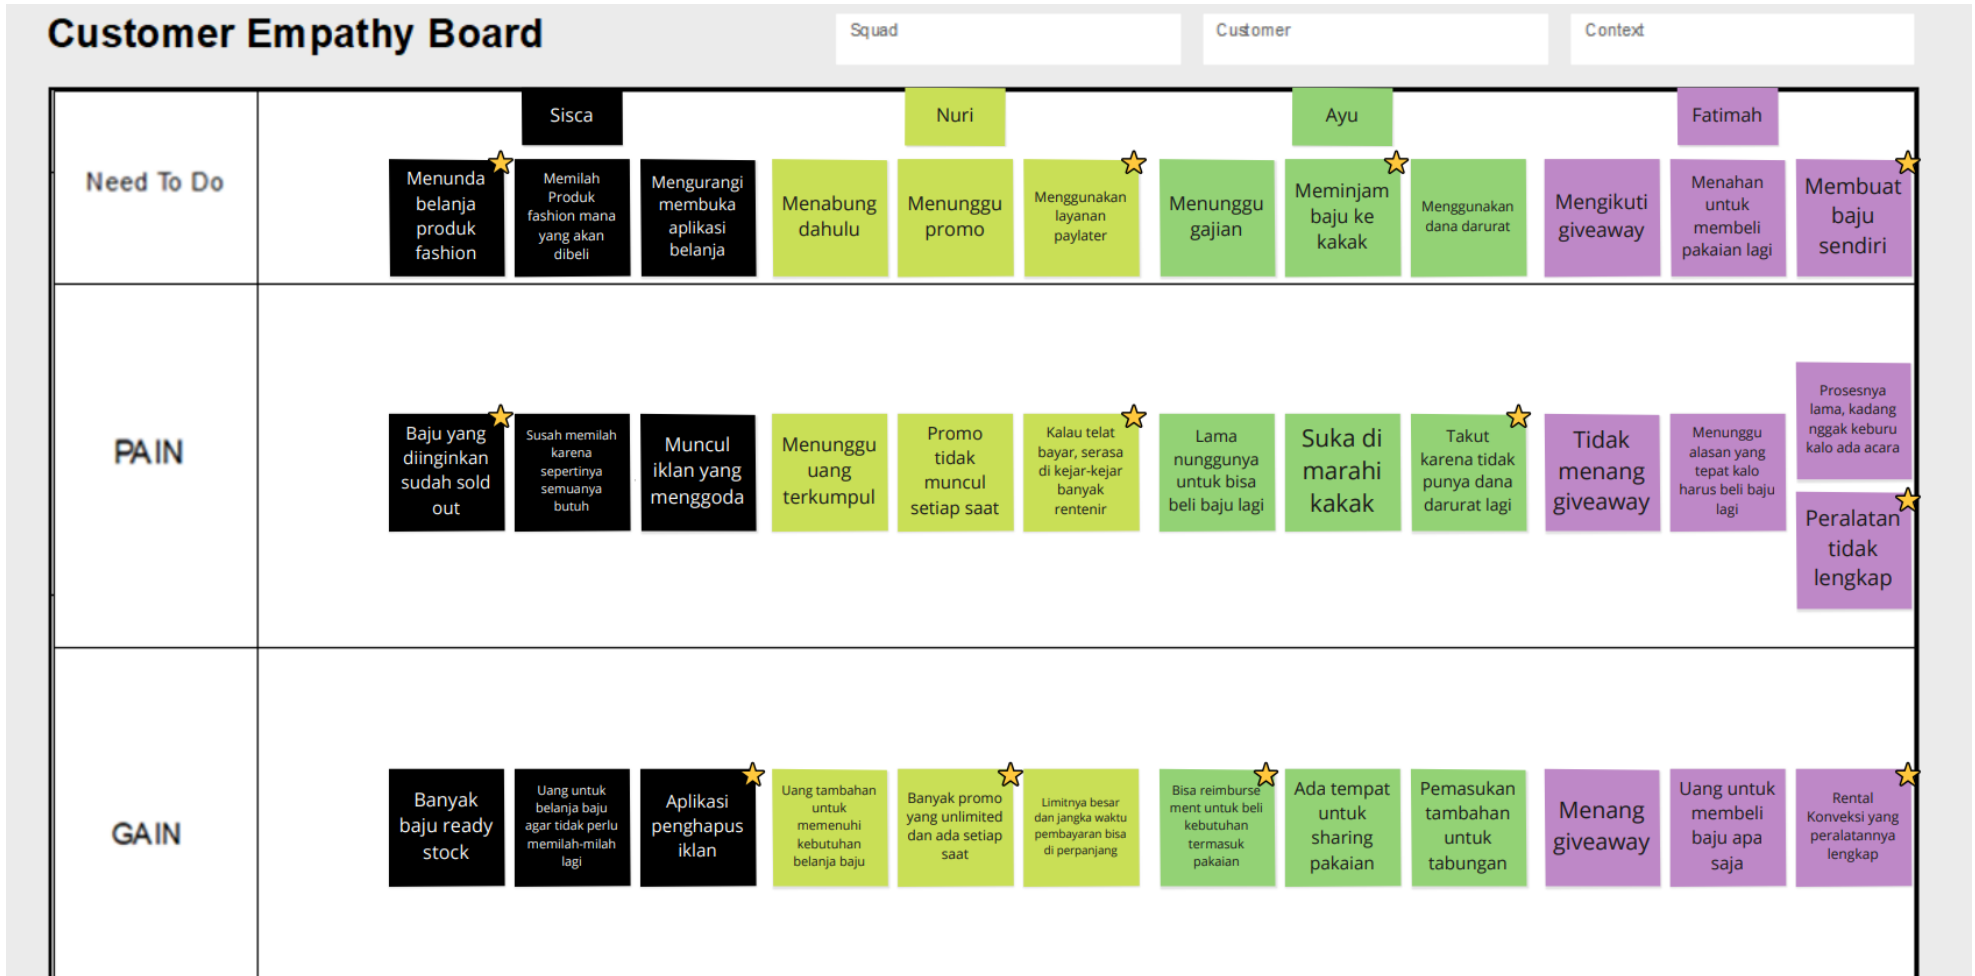 Customer Empathy Board
Squad
Customer
Context
Sisca
Nuri
Ayu
Fatimah
Need To Do
Menunda
belanja
produk
fashion
Memilah
Produk
fashion mana
yang akan
dibeli
Mengurangi
membuka
aplikasi
belanja
Menabung
dahulu
Menunggu
promo
Menggunakan
layanan
paylater
Menunggu
gajian
Meminjam
baju ke
kakak
Menggunakan
dana darurat
Mengikuti
giveaway
Menahan
untuk
membeli
pakaian lagi
Membuat
baju
sendiri
PAIN
Baju yang
diinginkan
sudah sold
out
Susah memilah
karena
sepertinya
semuanya
butuh
Muncul
iklan yang
menggoda
Menunggu
uang
terkumpul
Promo
tidak
muncul
setiap saat
Kalau telat
bayar, serasa
di kejar-kejar
banyak
rentenir
Lama
nunggunya
untuk bisa
beli baju lagi
Suka di
marahi
kakak
Takut
karena tidak
punya dana
darurat lagi
Tidak
menang
giveaway
Menunggu
alasan yang
tepat kalo
harus beli baju
lagi
Prosesnya
lama, kadang
nggak keburu
kalo ada acara
Peralatan
tidak
lengkap
GAIN
Banyak
baju ready
stock
Uang untuk
belanja baju
agar tidak perlu
memilah-milah
lagi
Aplikasi
penghapus
iklan
Uang tambahan
untuk
memenuhi
kebutuhan
belanja baju
Banyak promo
yang unlimited
dan ada setiap
saat
Limitnya besar
dan jangka waktu
pembayaran bisa
di perpanjang
Bisa reimburse
ment untuk beli
kebutuhan
termasuk
pakaian
Ada tempat
untuk
sharing
pakaian
Pemasukan
tambahan
untuk
tabungan
Menang
giveaway
Uang untuk
membeli
baju apa
saja
Rental
Konveksi yang
peralatannya
lengkap